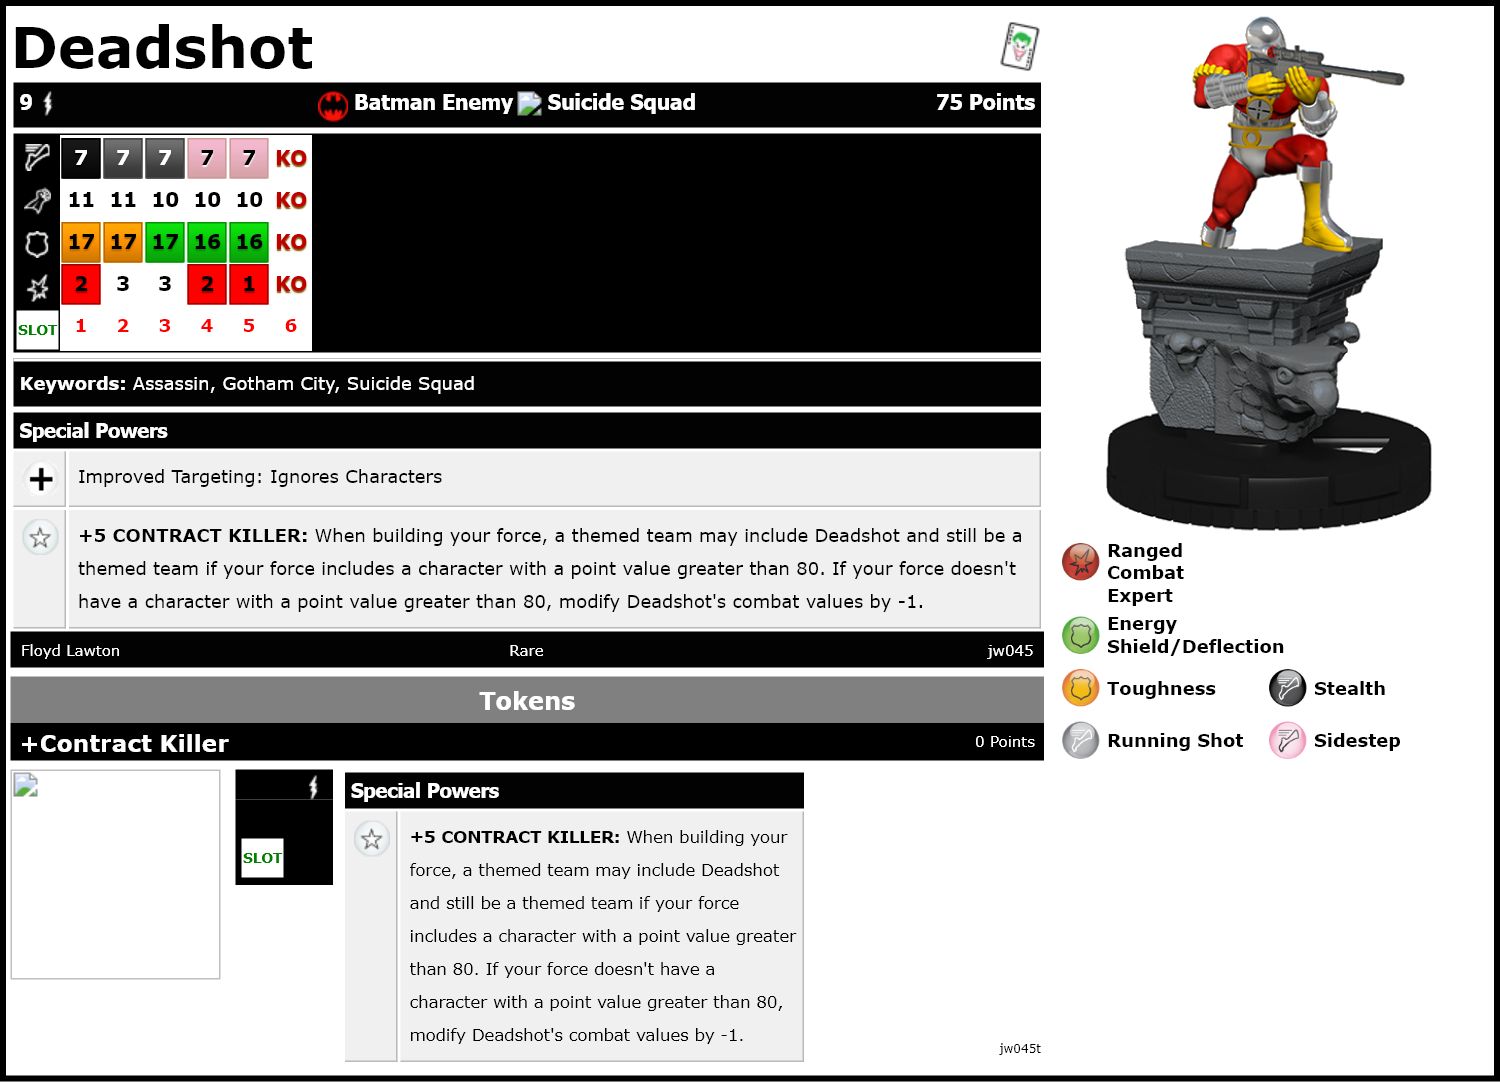 Deadshot
9 Batman Enemy Suicide Squad 75 Points
7 7 7 7 7 KO
11 11 10 10 10 KO
17 17 17 16 16 KO
2 3 3 2 1 KO
SLOT 1 2 3 4 5 6
Keywords: Assassin, Gotham City, Suicide Squad
Special Powers
Improved Targeting: Ignores Characters
+5 CONTRACT KILLER: When building your force, a themed team may include Deadshot and still be a
themed team if your force includes a character with a point value greater than 80. If your force doesn't
have a character with a point value greater than 80, modify Deadshot's combat values by -1.
Floyd Lawton Rare jw045
Tokens
+Contract Killer 0 Points
SLOT
Special Powers
+5 CONTRACT KILLER: When building your
force, a themed team may include Deadshot
and still be a themed team if your force
includes a character with a point value greater
than 80. If your force doesn't have a
character with a point value greater than 80,
modify Deadshot's combat values by -1.
jw045t
Ranged
Combat
Expert
Energy
Shield/Deflection
Toughness Stealth
Running Shot Sidestep